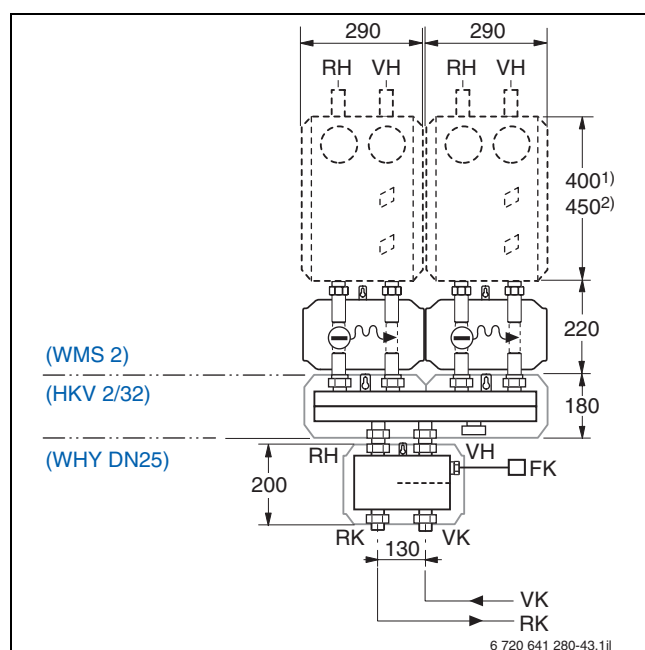 290 290
RH VH RH VH
400¹⁾
450²⁾
220
(WMS 2)
(HKV 2/32)
180
(WHY DN25)
RH VH
FK
200
RK VK
130
VK
RK
6 720 641 280-43.1il